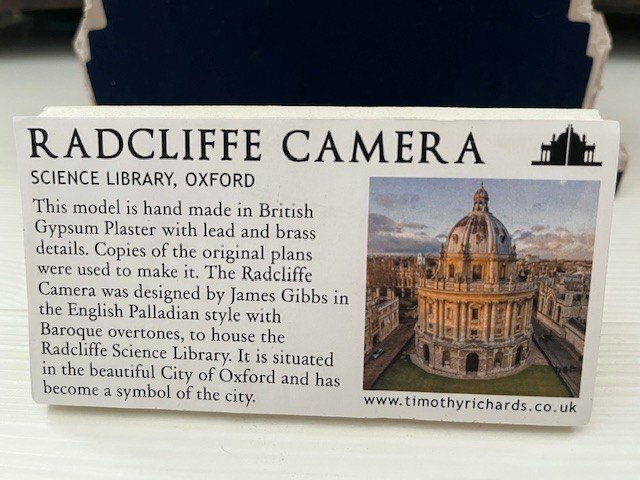 RADCLIFFE CAMERA
SCIENCE LIBRARY, OXFORD
This model is hand made in British
Gypsum Plaster with lead and brass
details. Copies of the original plans
were used to make it. The Radcliffe
Camera was designed by James Gibbs in
the English Palladian style with
Baroque overtones, to house the
Radcliffe Science Library. It is situated
in the beautiful City of Oxford and has
become a symbol of the city.
www.timothyrichards.co.uk